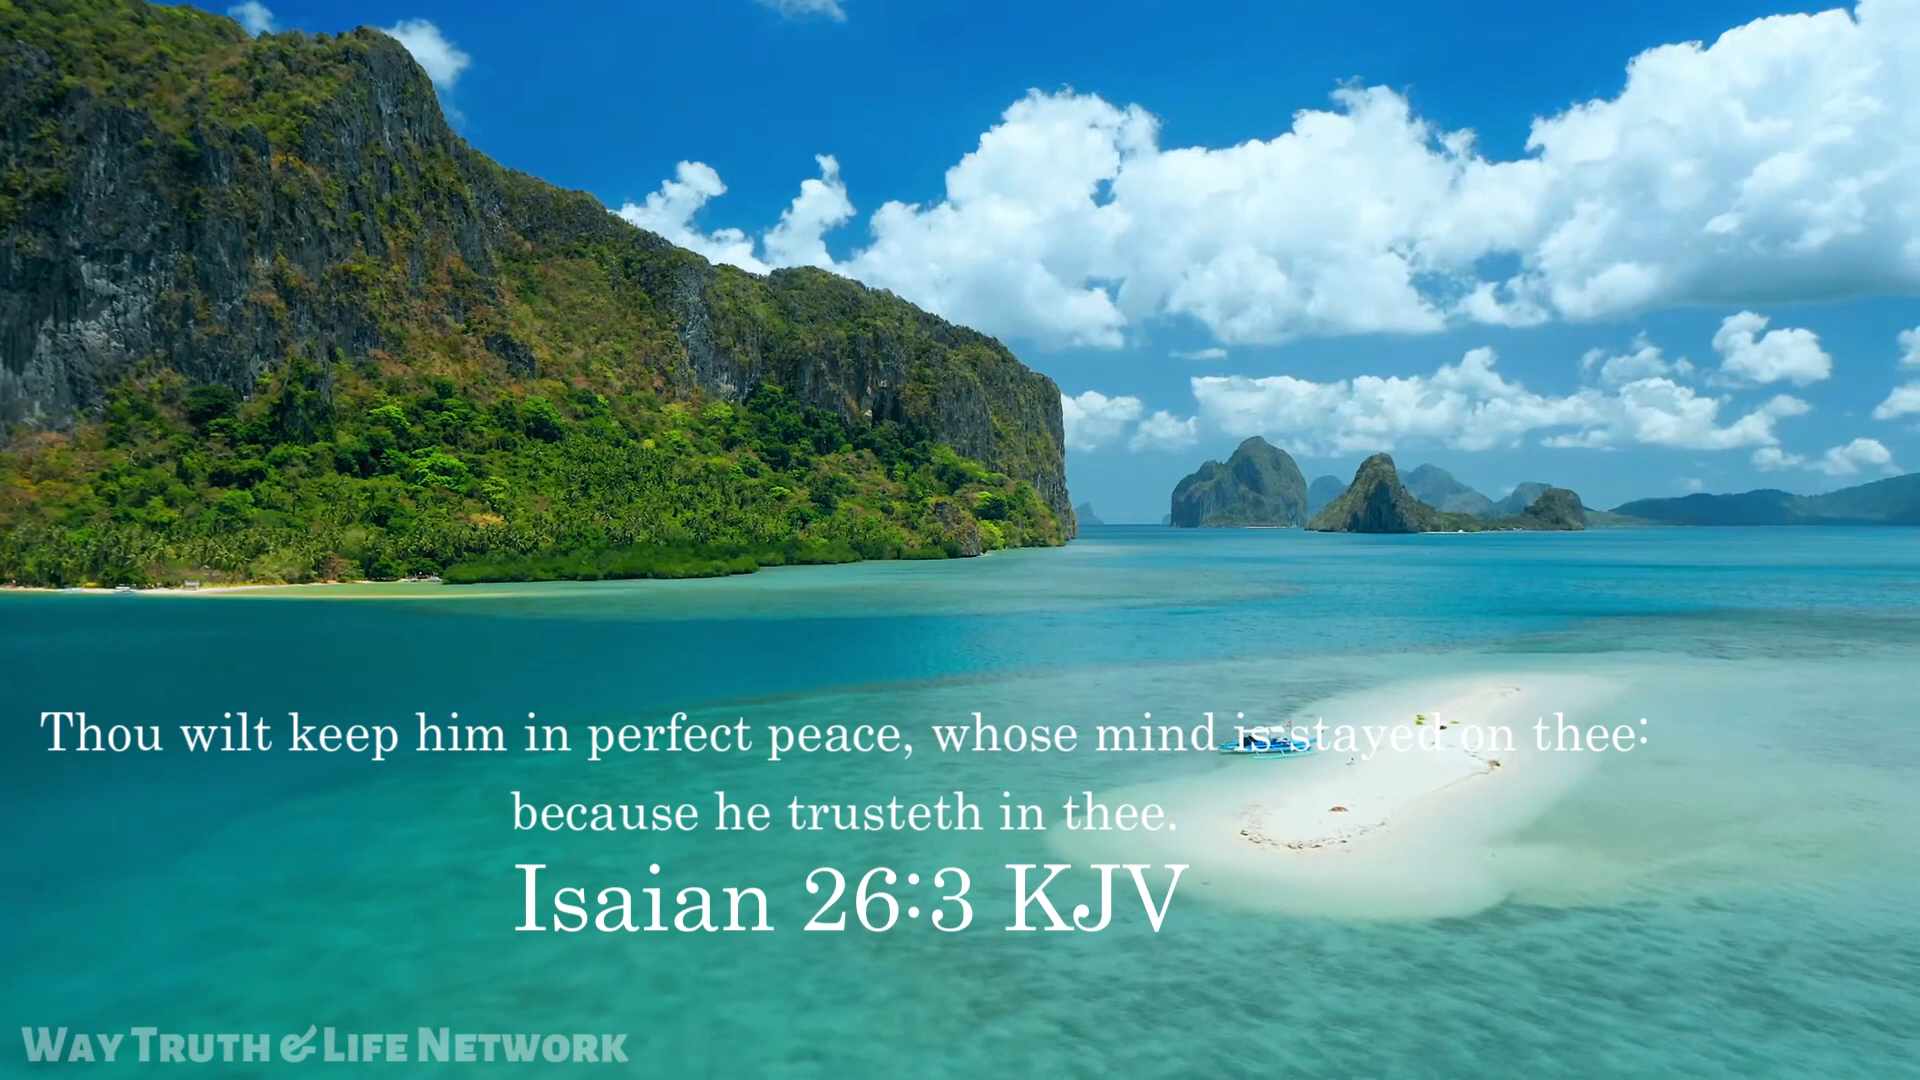 Thou wilt keep him in perfect peace, whose mind is stayed on thee:
because he trusteth in thee.
Isaian 26:3 KJV
WAY TRUTH & LIFE NETWORK